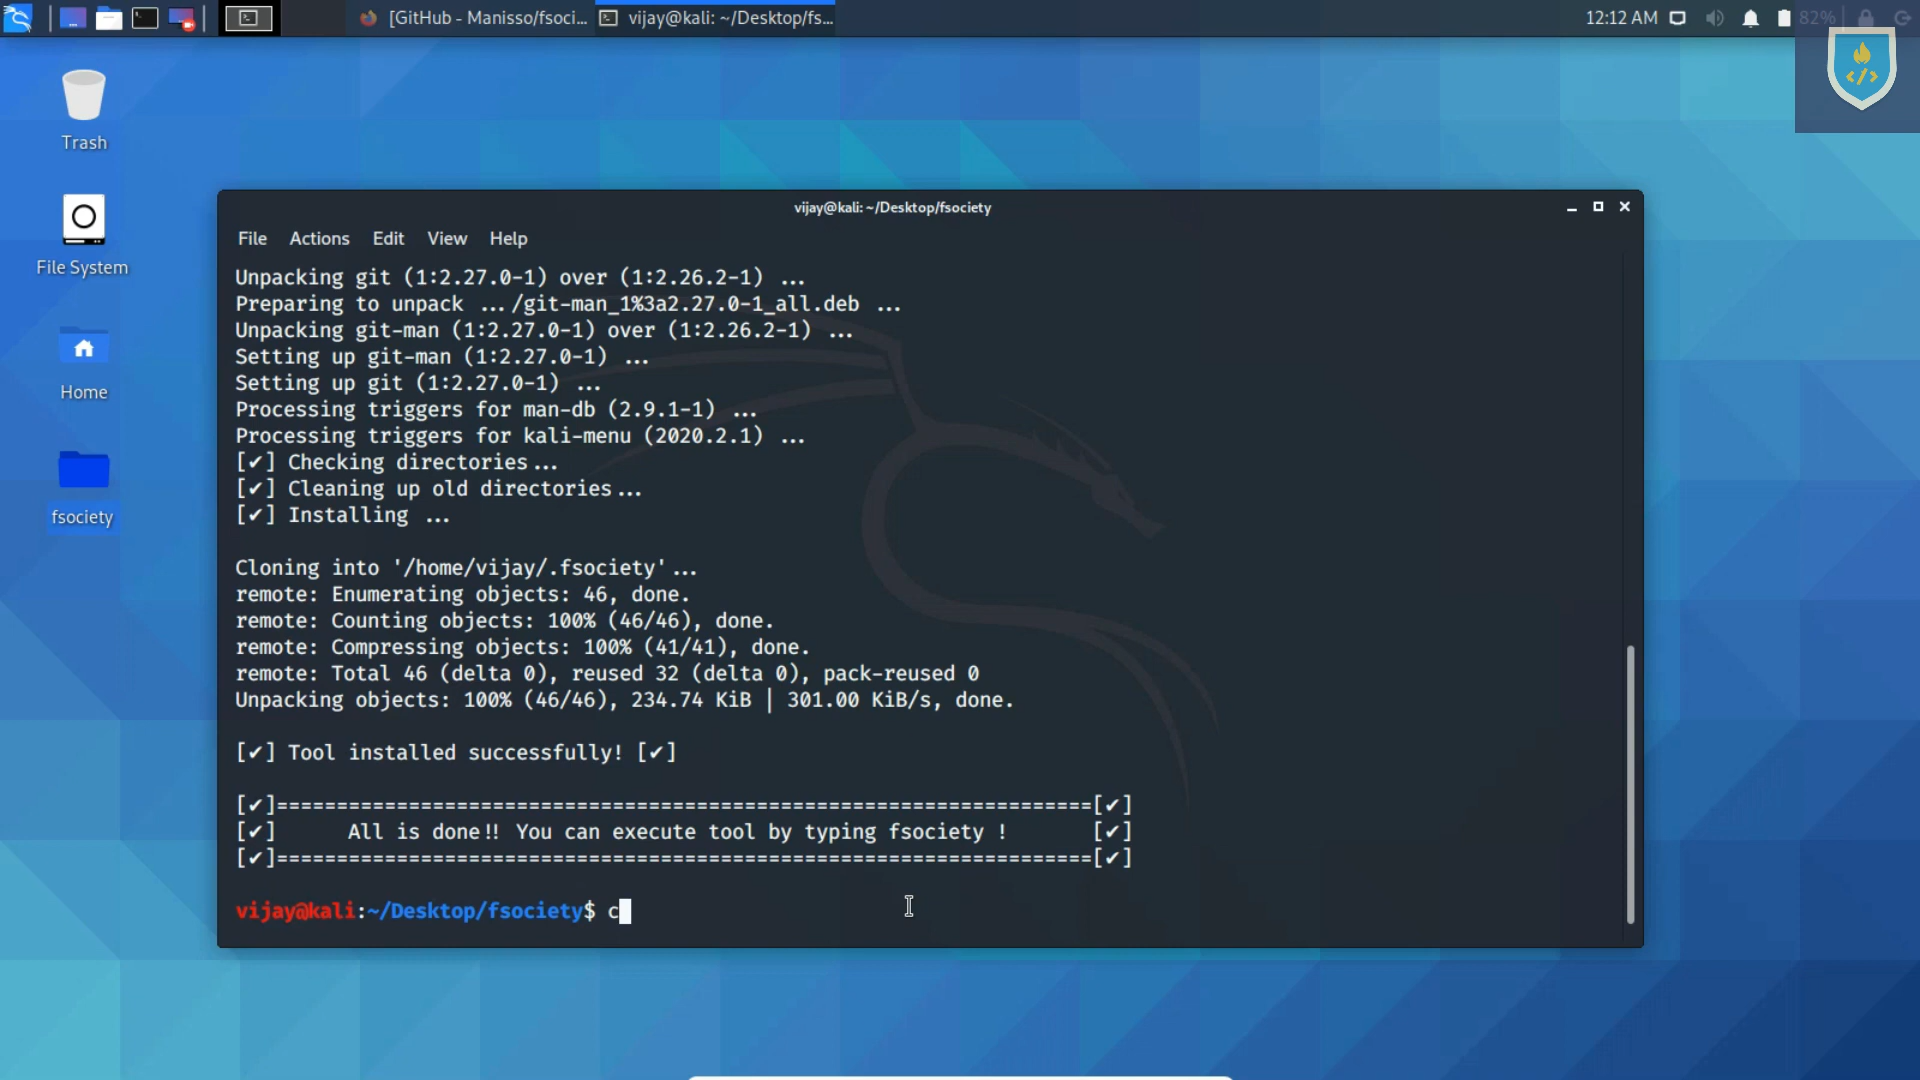 [GitHub - Manisso/fsoci...
vijay@kali: ~/Desktop/fs...
12:12 AM
82%
Trash
File System
Home
fsociety
vijay@kali: ~/Desktop/fsociety
File Actions Edit View Help
Unpacking git (1:2.27.0-1) over (1:2.26.2-1) ...
Preparing to unpack .../git-man_1%3a2.27.0-1_all.deb ...
Unpacking git-man (1:2.27.0-1) over (1:2.26.2-1) ...
Setting up git-man (1:2.27.0-1) ...
Setting up git (1:2.27.0-1) ...
Processing triggers for man-db (2.9.1-1) ...
Processing triggers for kali-menu (2020.2.1) ...
[✔] Checking directories...
[✔] Cleaning up old directories...
[✔] Installing ...
Cloning into '/home/vijay/.fsociety'...
remote: Enumerating objects: 46, done.
remote: Counting objects: 100% (46/46), done.
remote: Compressing objects: 100% (41/41), done.
remote: Total 46 (delta 0), reused 32 (delta 0), pack-reused 0
Unpacking objects: 100% (46/46), 234.74 KiB | 301.00 KiB/s, done.
[✔] Tool installed successfully! [✔]
[✔]====================================================================[✔]
[✔] All is done!! You can execute tool by typing fsociety ! [✔]
[✔]====================================================================[✔]
vijay@kali:~/Desktop/fsociety$ c